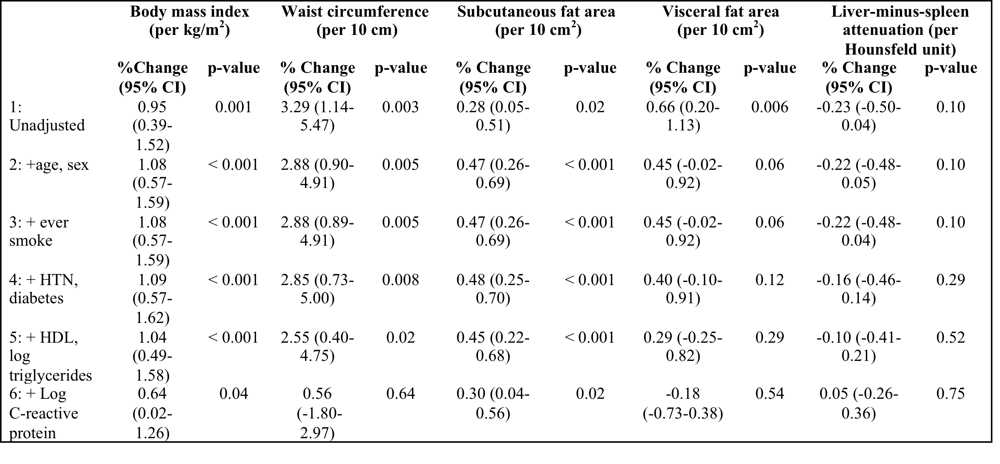 Body mass index Waist circumference Subcutaneous fat area Visceral fat area Liver-minus-spleen
(per kg/m²) (per 10 cm) (per 10 cm²) (per 10 cm²) attenuation (per
Hounsfeld unit)
%Change p-value % Change p-value % Change p-value % Change p-value % Change p-value
(95% CI) (95% CI) (95% CI) (95% CI) (95% CI)
1: 0.95 0.001 3.29 (1.14- 0.003 0.28 (0.05- 0.02 0.66 (0.20- 0.006 -0.23 (-0.50- 0.10
Unadjusted (0.39- 5.47) 0.51) 1.13) 0.04)
1.52)
2: +age, sex 1.08 < 0.001 2.88 (0.90- 0.005 0.47 (0.26- < 0.001 0.45 (-0.02- 0.06 -0.22 (-0.48- 0.10
(0.57- 4.91) 0.69) 0.92) 0.05)
1.59)
3: + ever 1.08 < 0.001 2.88 (0.89- 0.005 0.47 (0.26- < 0.001 0.45 (-0.02- 0.06 -0.22 (-0.48- 0.10
smoke (0.57- 4.91) 0.69) 0.92) 0.04)
1.59)
4: + HTN, 1.09 < 0.001 2.85 (0.73- 0.008 0.48 (0.25- < 0.001 0.40 (-0.10- 0.12 -0.16 (-0.46- 0.29
diabetes (0.57- 5.00) 0.70) 0.91) 0.14)
1.62)
5: + HDL, 1.04 < 0.001 2.55 (0.40- 0.02 0.45 (0.22- < 0.001 0.29 (-0.25- 0.29 -0.10 (-0.41- 0.52
log (0.49- 4.75) 0.68) 0.82) 0.21)
triglycerides 1.58)
6: + Log 0.64 0.04 0.56 0.64 0.30 (0.04- 0.02 -0.18 0.54 0.05 (-0.26- 0.75
C-reactive (0.02- (-1.80- 0.56) (-0.73-0.38) 0.36)
protein 1.26) 2.97)